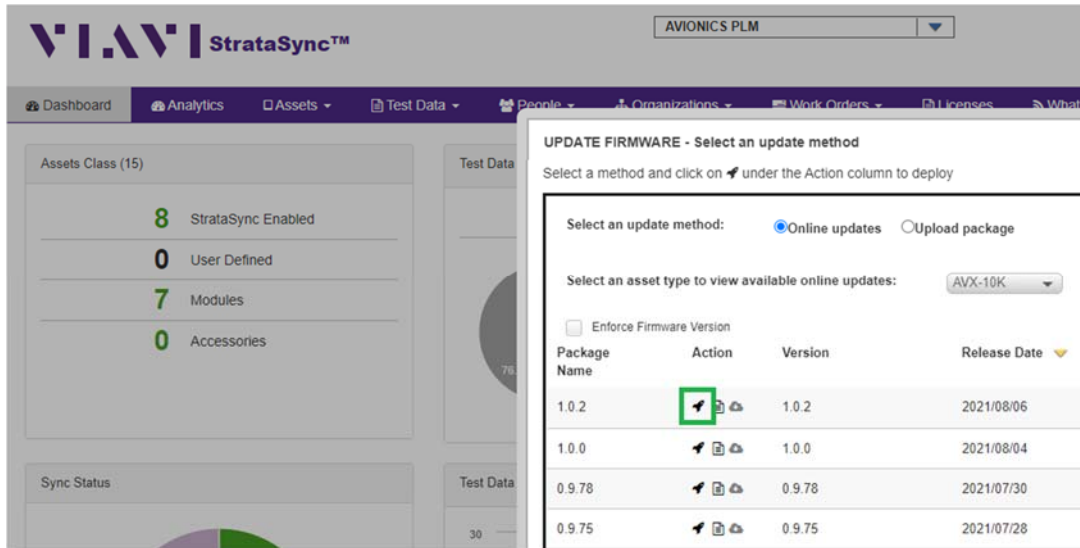 VIAVI StrataSync™
AVIONICS PLM
Dashboard Analytics Assets Test Data People Organizations Work Orders Licenses What
Assets Class (15)
8 StrataSync Enabled
0 User Defined
7 Modules
0 Accessories
Test Data
76.
Sync Status
Test Data
30
UPDATE FIRMWARE - Select an update method
Select a method and click on under the Action column to deploy
Select an update method: Online updates Upload package
Select an asset type to view available online updates: AVX-10K
Enforce Firmware Version
Package Name Action Version Release Date
1.0.2 1.0.2 2021/08/06
1.0.0 1.0.0 2021/08/04
0.9.78 0.9.78 2021/07/30
0.9.75 0.9.75 2021/07/28